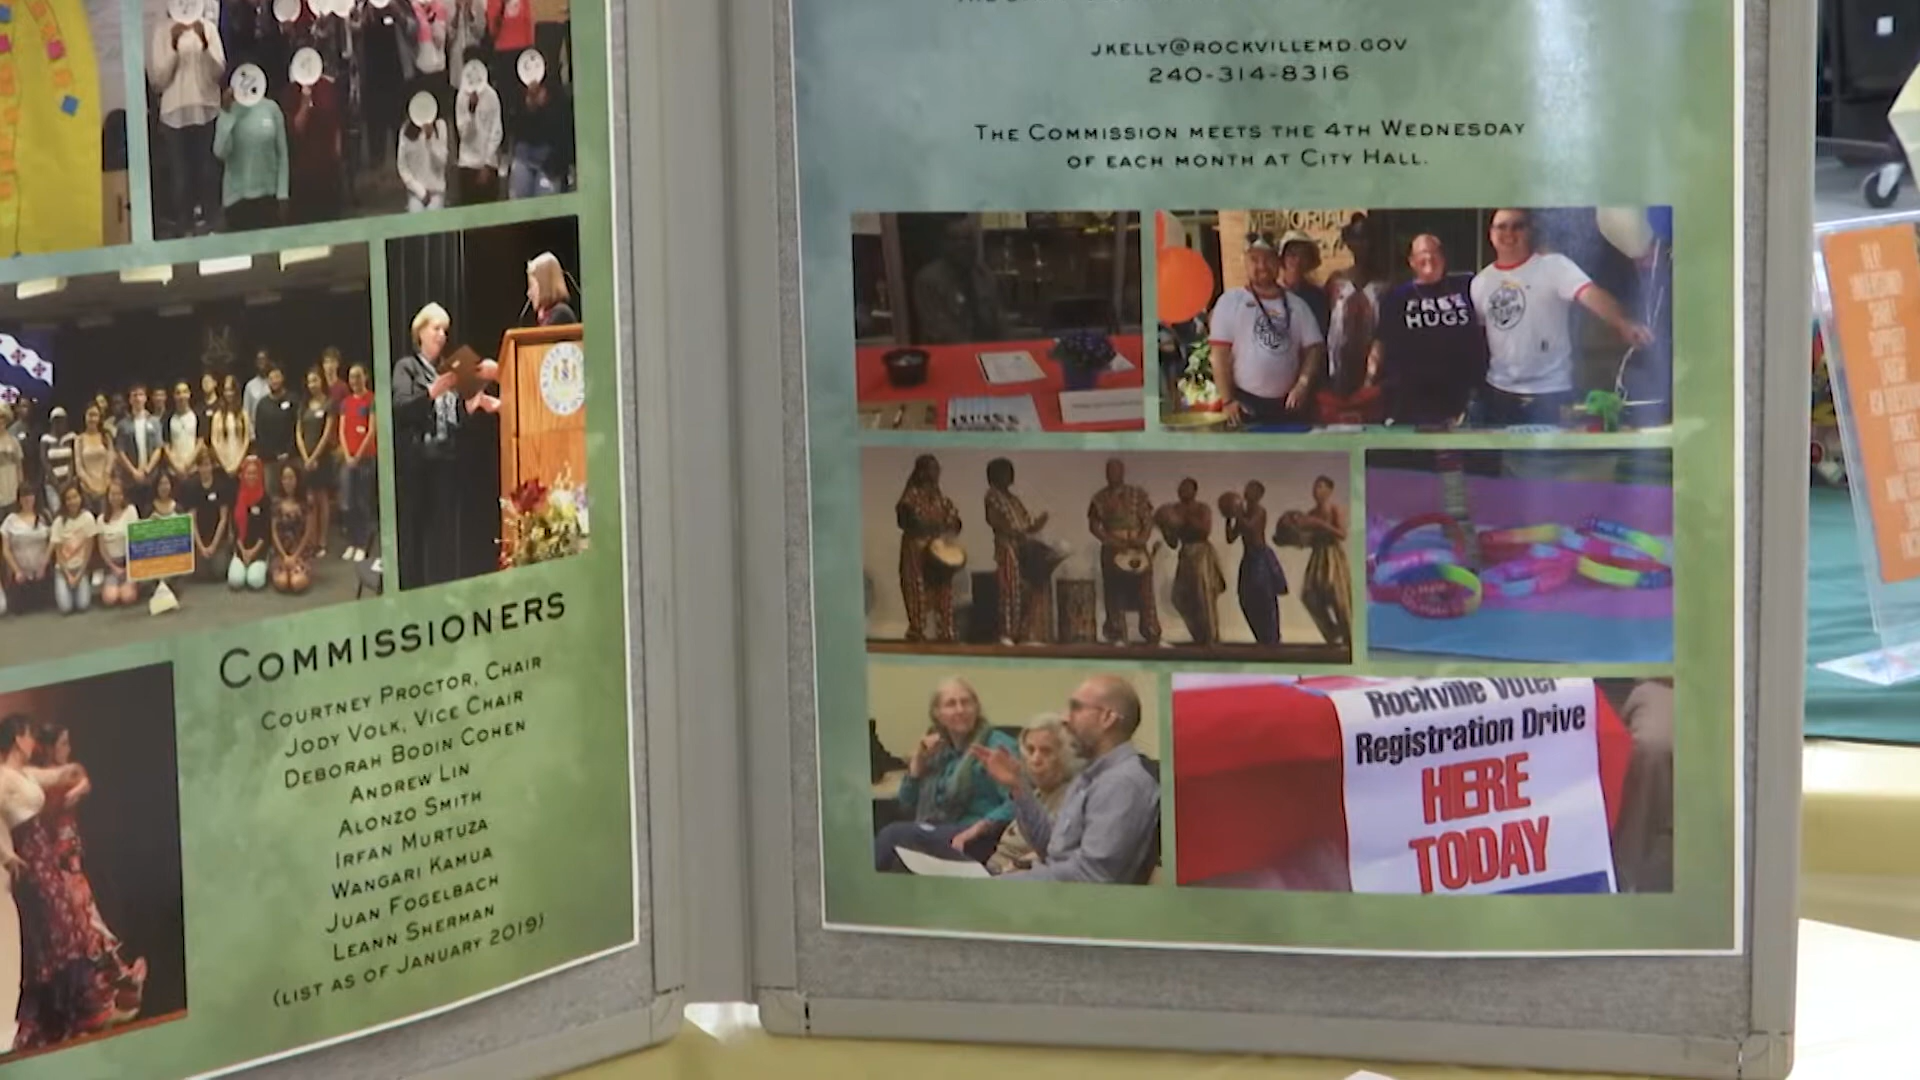 COMMISSIONERS
COURTNEY PROCTOR, CHAIR
JODY VOLK, VICE CHAIR
DEBORAH BODIN COHEN
ANDREW LIN
ALONZO SMITH
IRFAN MURTUZA
WANGARI KAMUA
JUAN FOGELBACH
LEANN SHERMAN
(LIST AS OF JANUARY 2019)
JKELLY@ROCKVILLEMD.GOV
240-314-8316
THE COMMISSION MEETS THE 4TH WEDNESDAY
OF EACH MONTH AT CITY HALL.
MEMORIAL
FREE
HUGS
Rockville Voter
Registration Drive
HERE
TODAY